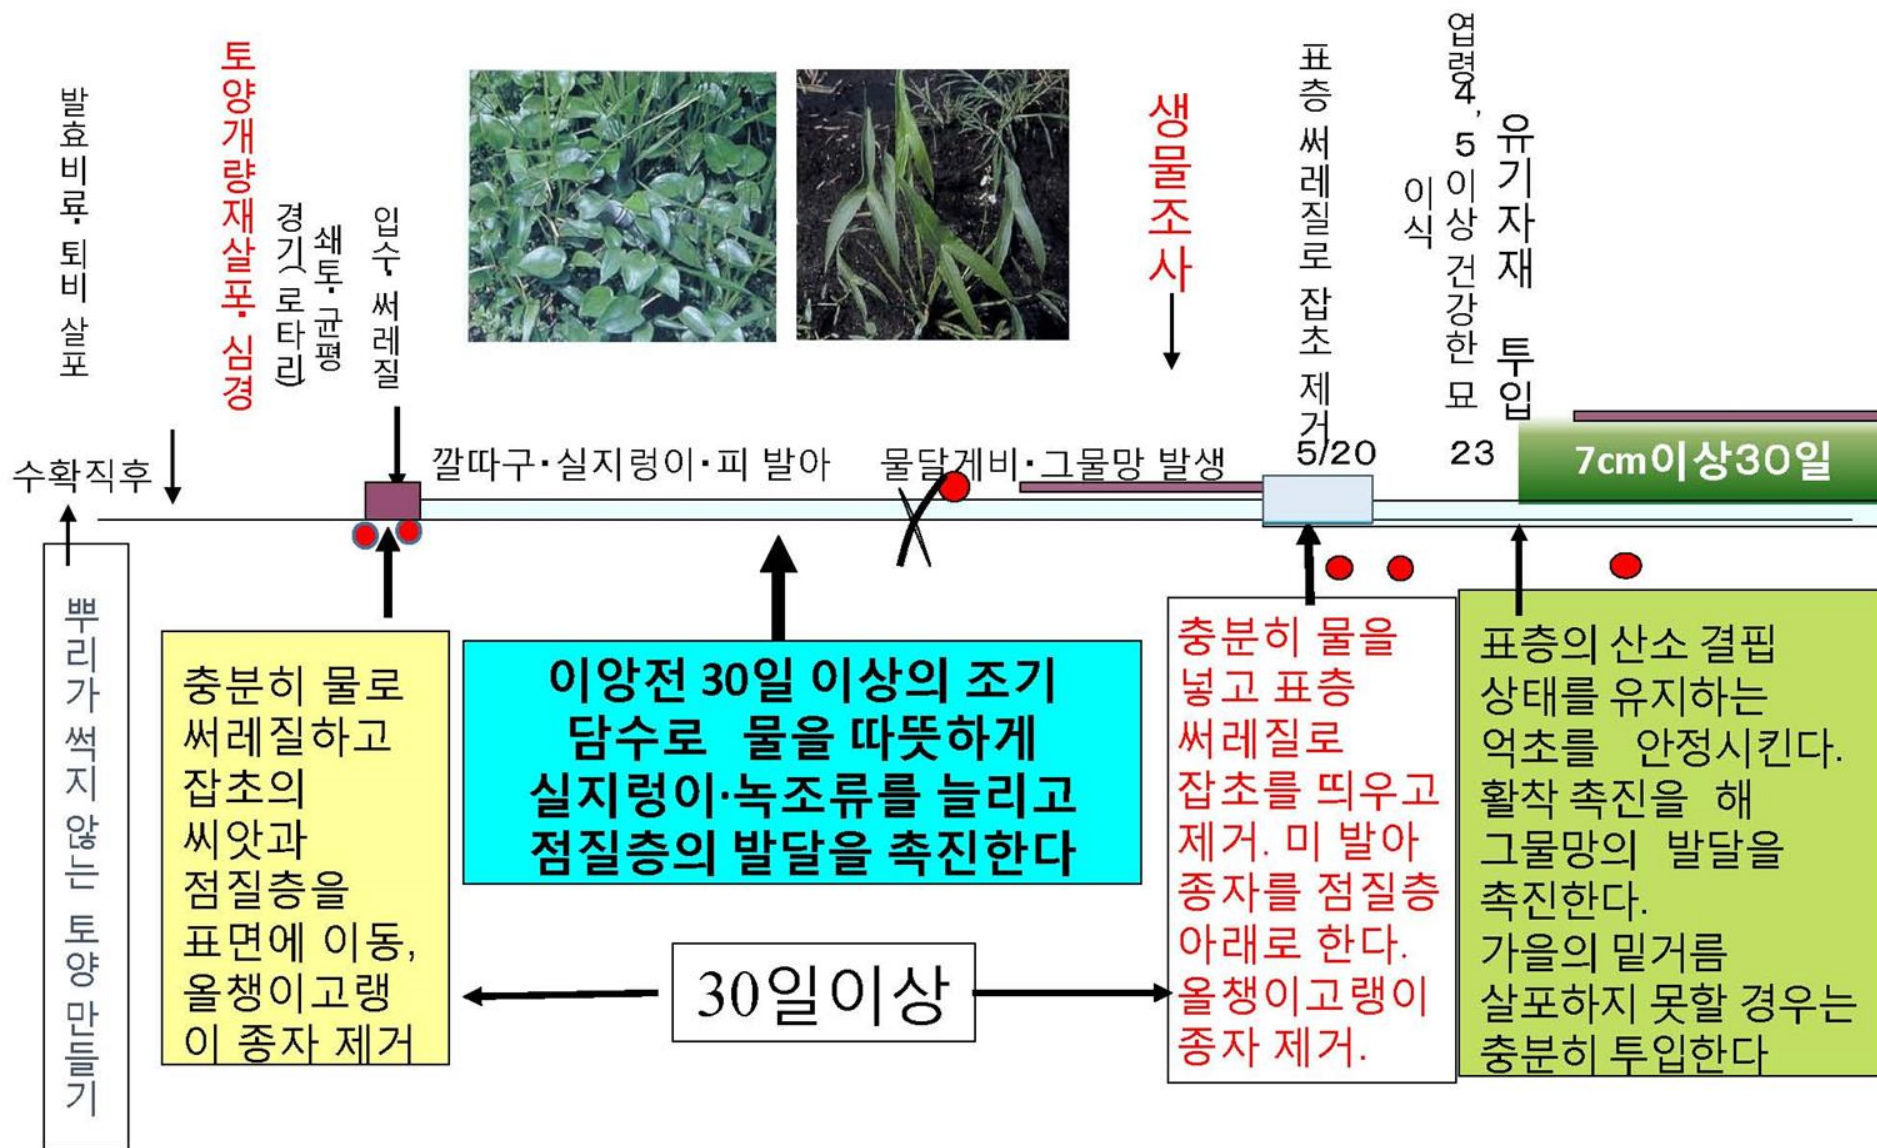 발효비료·퇴비 살포
토양개량재살포·심경
경기(로타리)
쇄토·균평
입수·써레질
생물조사
표층 써레질로 잡초 제거
엽령4, 5이상 건강한 묘
이식
유기자재 투입
수확직후
깔따구·실지렁이·피 발아
물달게비·그물망 발생
5/20
23
7cm이상30일
뿌리가 썩지 않는 토양 만들기
충분히 물로
써레질하고
잡초의
씨앗과
점질층을
표면에 이동,
올챙이고랭
이 종자 제거
이앙전 30일 이상의 조기
담수로 물을 따뜻하게
실지렁이·녹조류를 늘리고
점질층의 발달을 촉진한다
30일이상
충분히 물을
넣고 표층
써레질로
잡초를 띄우고
제거. 미 발아
종자를 점질층
아래로 한다.
올챙이고랭이
종자 제거.
표층의 산소 결핍
상태를 유지하는
억초를 안정시킨다.
활착 촉진을 해
그물망의 발달을
촉진한다.
가을의 밑거름
살포하지 못할 경우는
충분히 투입한다